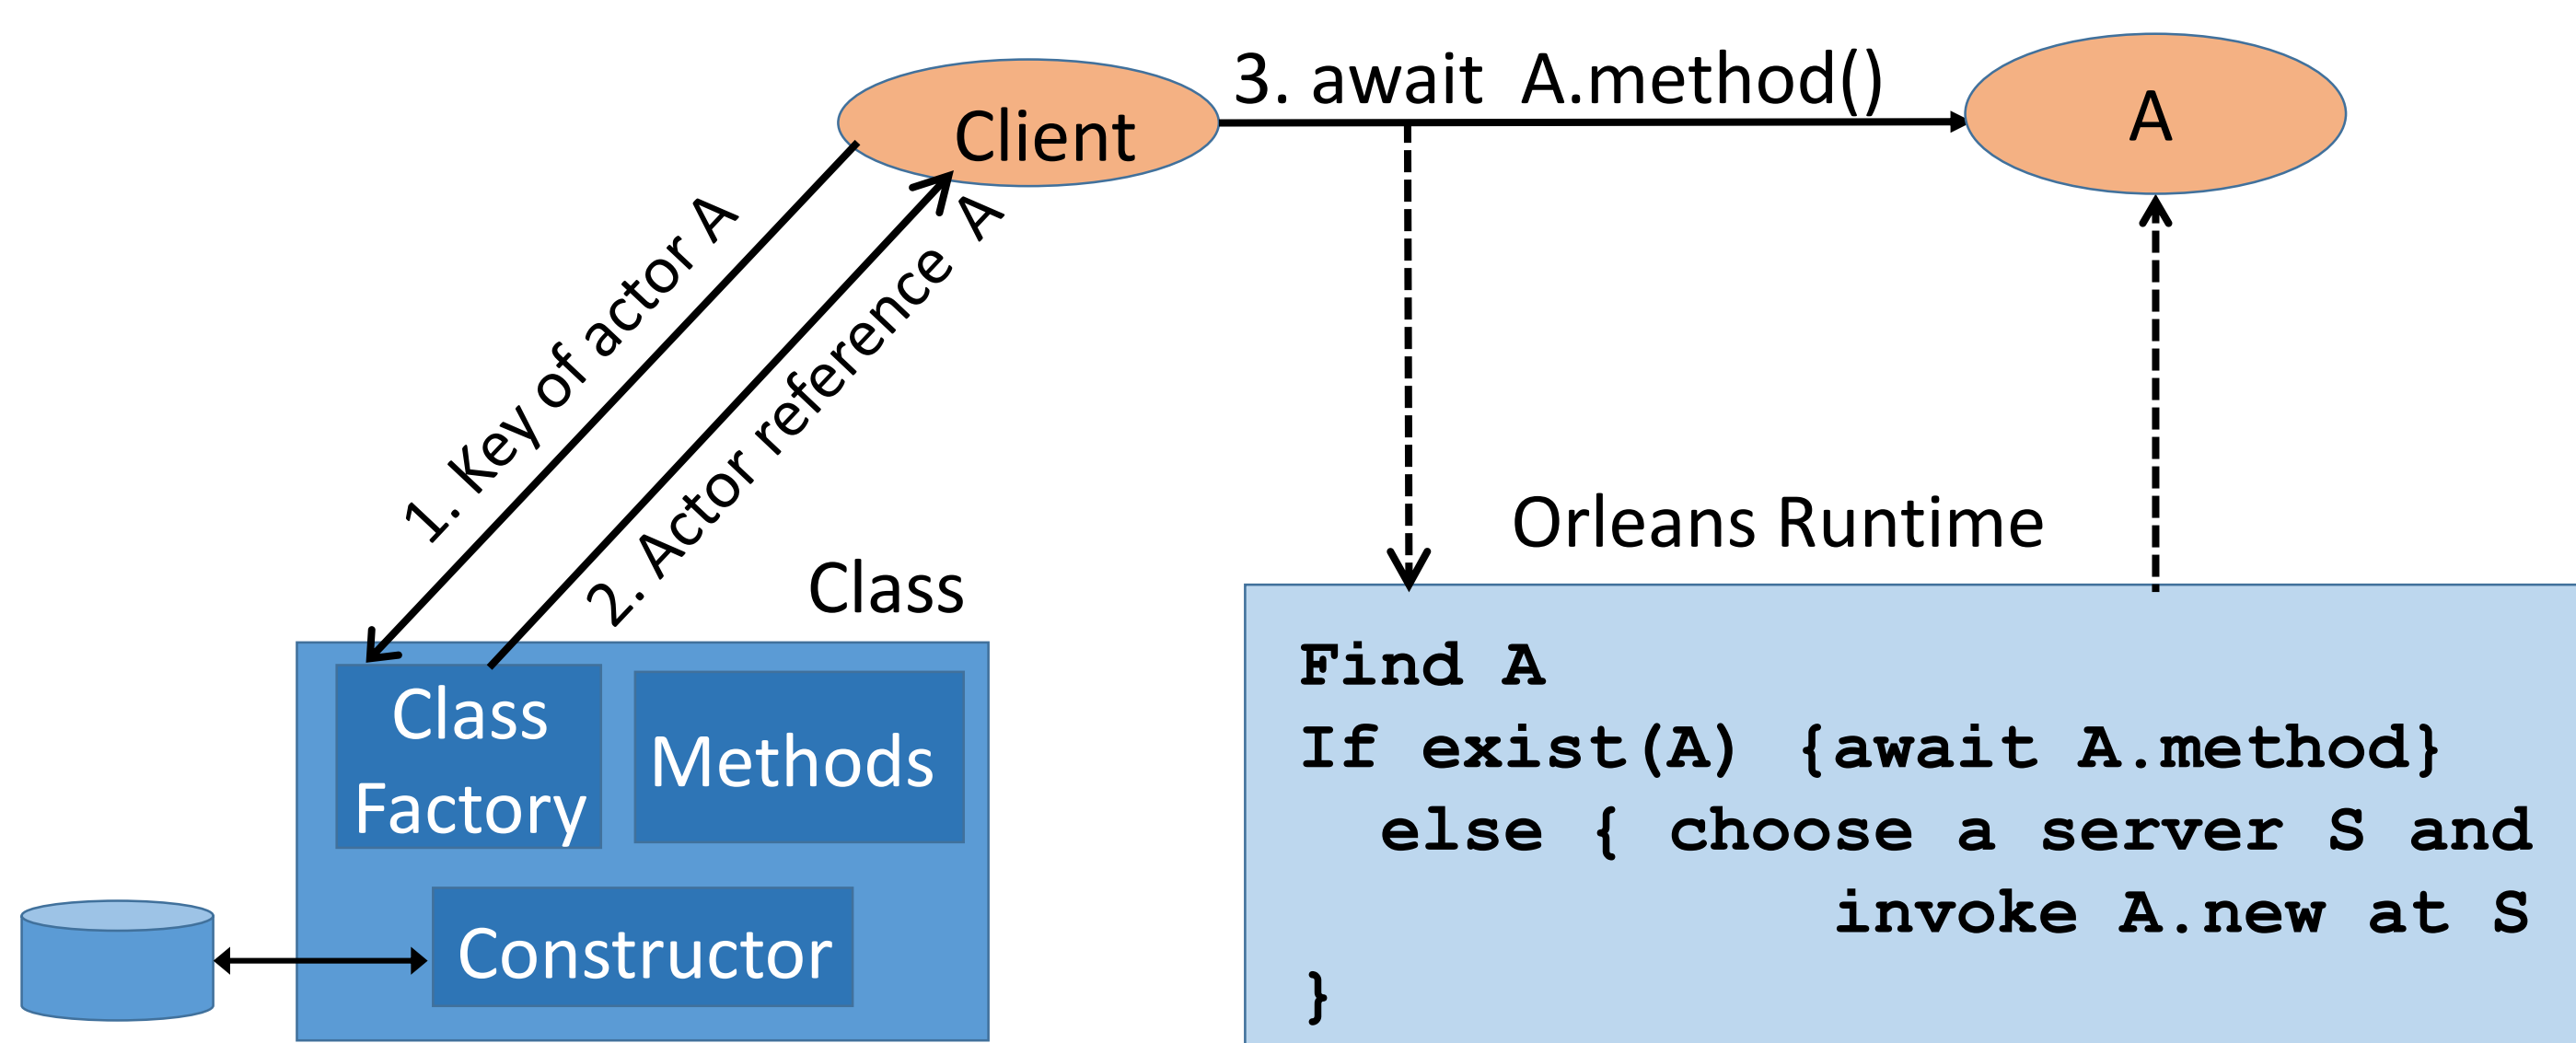 Client
3. await A.method()
A
1. Key of actor A
2. Actor reference A
Class
Class
Factory
Methods
Constructor
Orleans Runtime
Find A
If exist(A) {await A.method}
else { choose a server S and
invoke A.new at S
}